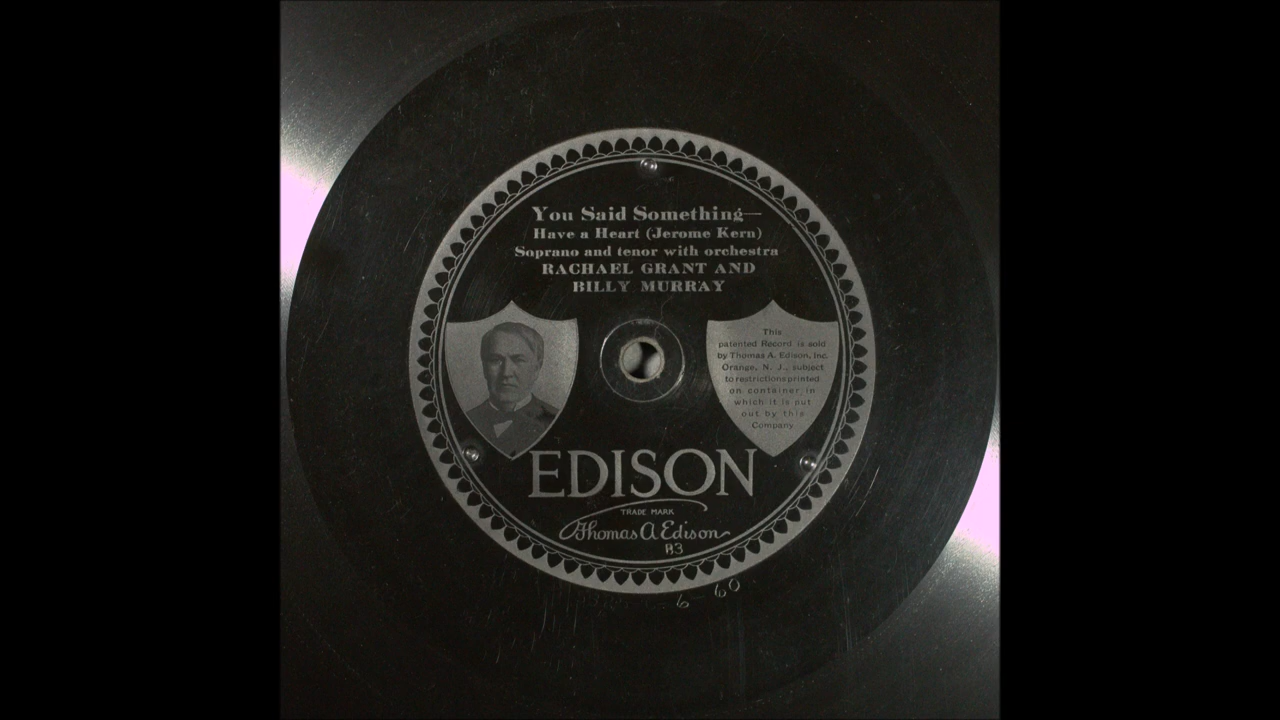 You Said Something—
Have a Heart (Jerome Kern)
Soprano and tenor with orchestra
RACHAEL GRANT AND
BILLY MURRAY
This
patented Record is sold
by Thomas A. Edison, Inc.
Orange, N. J., subject
to restrictions printed
on container in
which it is put
out by this
Company
EDISON
TRADE MARK
Thomas A Edison
B3
6 60